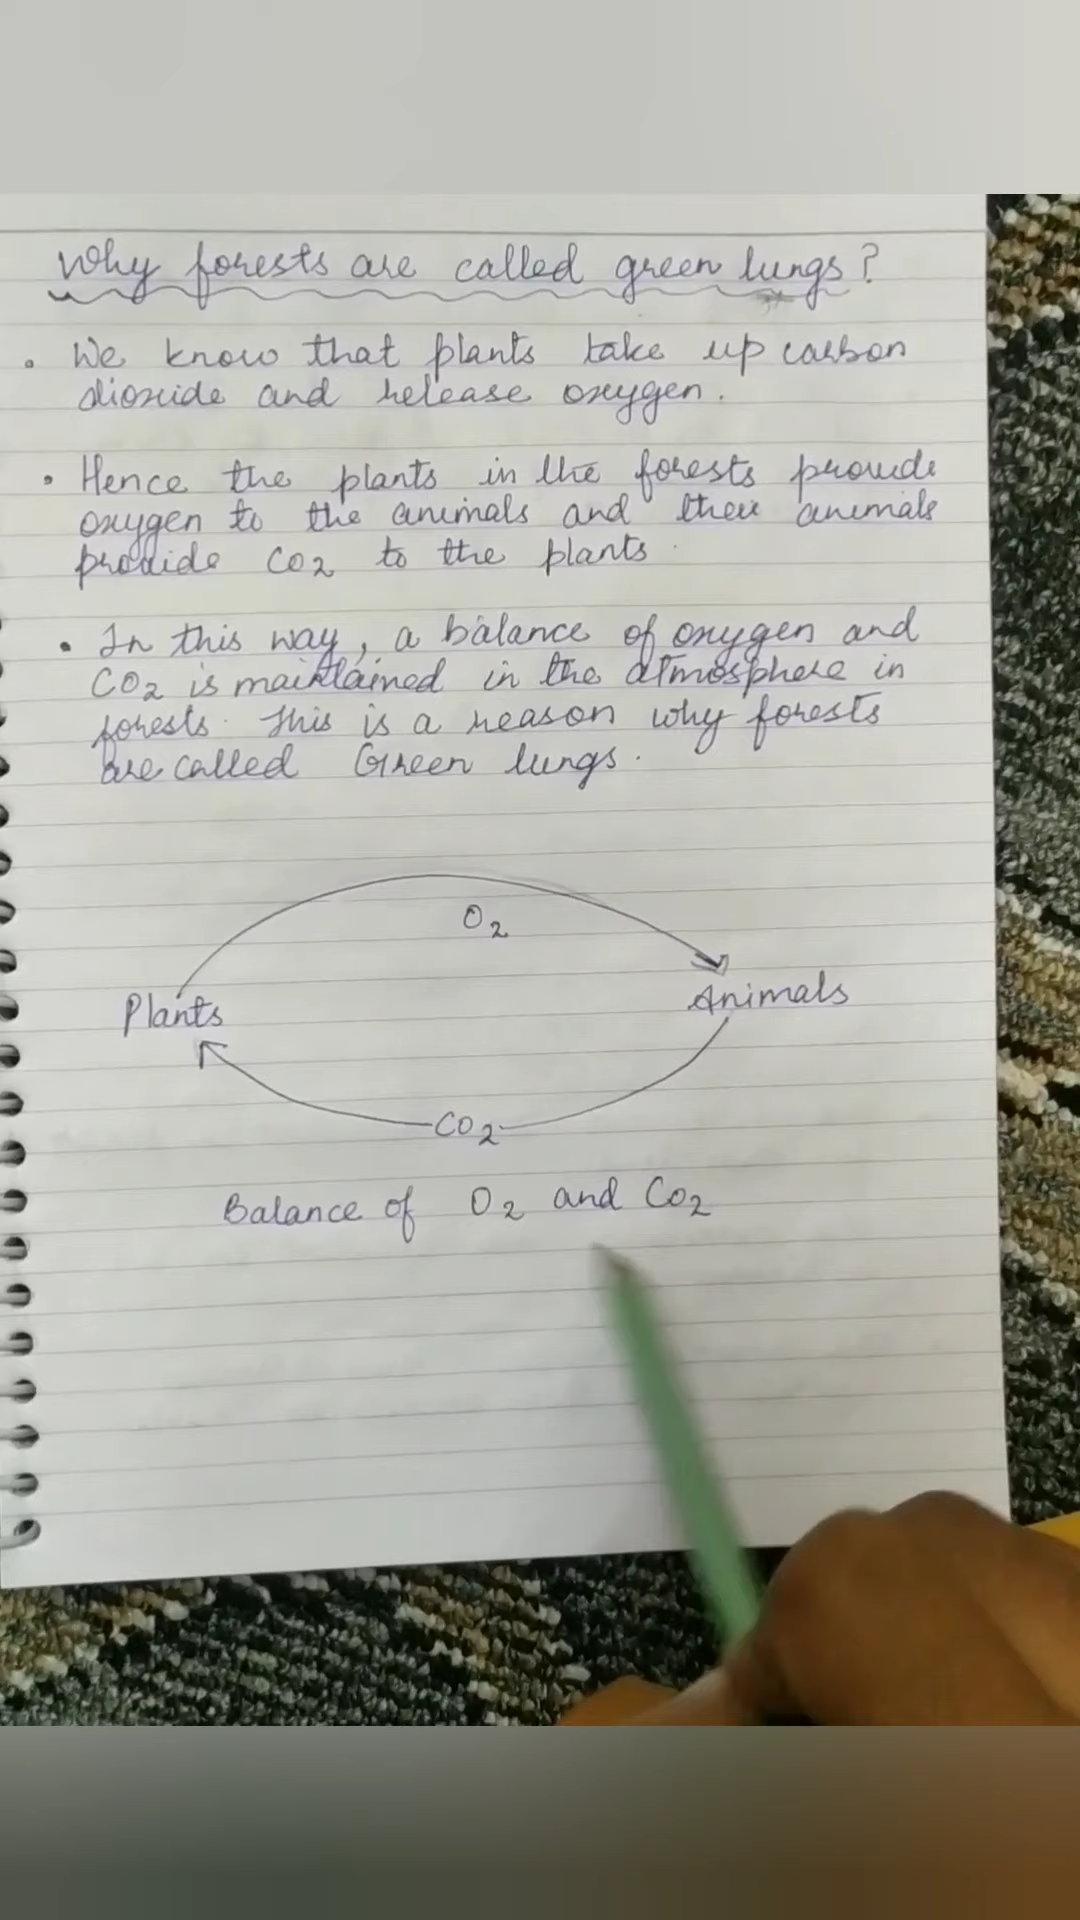 Why forests are called green lungs?
• We know that plants take up carbon
dioxide and release oxygen.
• Hence the plants in the forests provide
oxygen to the animals and their animals
provide CO2 to the plants.
• In this way, a balance of oxygen and
CO2 is maintained in the atmosphere in
forests. This is a reason why forests
are called Green lungs.
O2
Plants
Animals
CO2
Balance of O2 and CO2